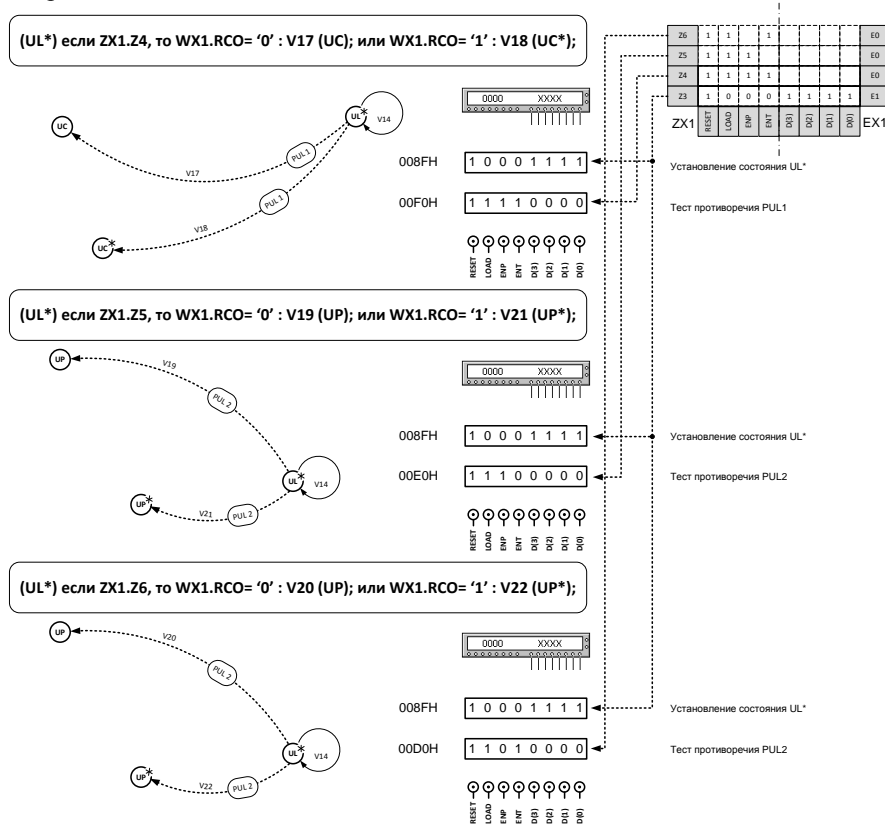 (UL*) если ZX1.Z4, то WX1.RCO= ‘0’ : V17 (UC); или WX1.RCO= ‘1’ : V18 (UC*);
Z6 1 1 1 E0
Z5 1 1 1 E0
Z4 1 1 1 1 E0
Z3 1 0 0 0 1 1 1 1 E1
ZX1 RESET LOAD ENP ENT D(3) D(2) D(1) D(0) EX1
UC
UL*
V14
PUL 1
V17
PUL 1
V18
UC*
0000 XXXX
008FH 1 0 0 0 1 1 1 1 Установление состояния UL*
00F0H 1 1 1 1 0 0 0 0 Тест противоречия PUL1
RESET LOAD ENP ENT D(3) D(2) D(1) D(0)
(UL*) если ZX1.Z5, то WX1.RCO= ‘0’ : V19 (UP); или WX1.RCO= ‘1’ : V21 (UP*);
UP
V19
PUL 2
UL*
V14
UP*
V21
PUL 2
0000 XXXX
008FH 1 0 0 0 1 1 1 1 Установление состояния UL*
00E0H 1 1 1 0 0 0 0 0 Тест противоречия PUL2
RESET LOAD ENP ENT D(3) D(2) D(1) D(0)
(UL*) если ZX1.Z6, то WX1.RCO= ‘0’ : V20 (UP); или WX1.RCO= ‘1’ : V22 (UP*);
UP
V20
PUL 2
UL*
V14
UP*
V22
PUL 2
0000 XXXX
008FH 1 0 0 0 1 1 1 1 Установление состояния UL*
00D0H 1 1 0 1 0 0 0 0 Тест противоречия PUL2
RESET LOAD ENP ENT D(3) D(2) D(1) D(0)